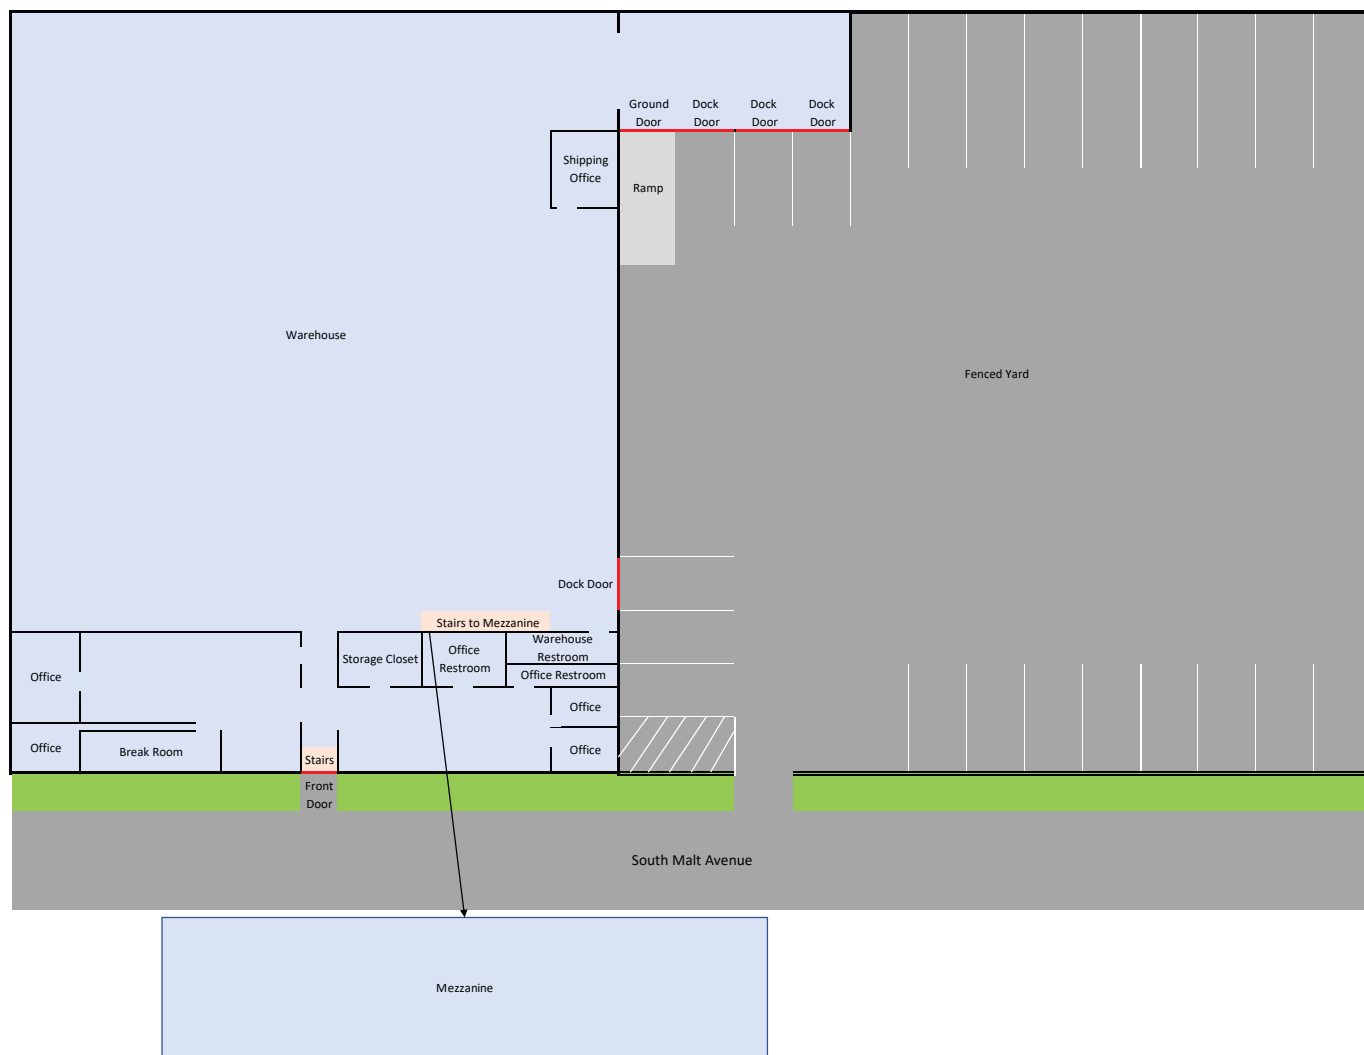 Ground
Door
Dock
Door
Dock
Door
Dock
Door
Shipping
Office
Ramp
Warehouse
Fenced Yard
Dock Door
Stairs to Mezzanine
Storage Closet
Office
Restroom
Warehouse
Restroom
Office Restroom
Office
Office
Office
Break Room
Stairs
Office
Front
Door
South Malt Avenue
Mezzanine